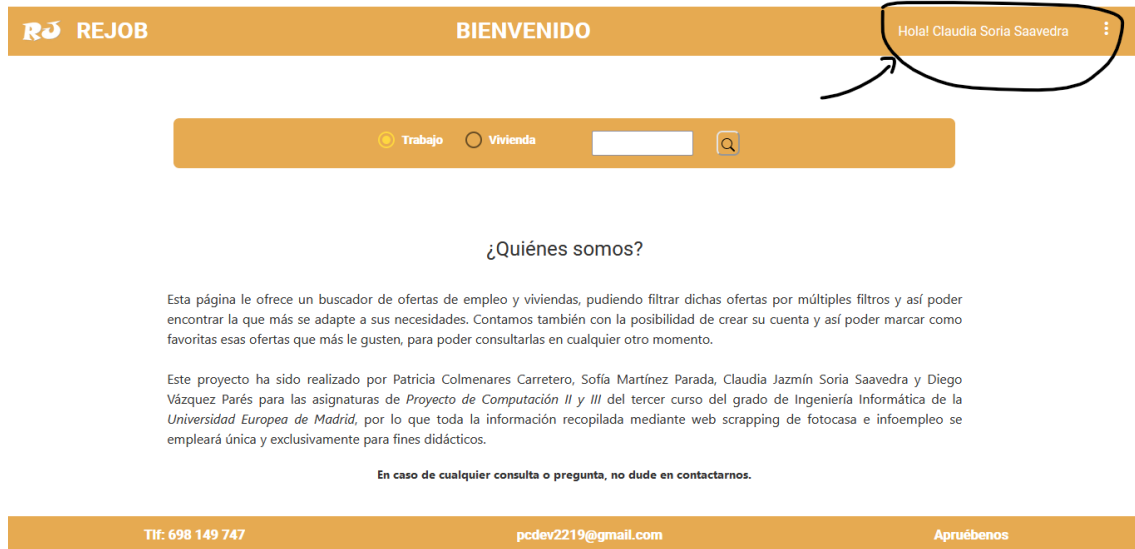 RJ REJOB
BIENVENIDO
Hola! Claudia Soria Saavedra
Trabajo
Vivienda
¿Quiénes somos?
Esta página le ofrece un buscador de ofertas de empleo y viviendas, pudiendo filtrar dichas ofertas por múltiples filtros y así poder
encontrar la que más se adapte a sus necesidades. Contamos también con la posibilidad de crear su cuenta y así poder marcar como
favoritas esas ofertas que más le gusten, para poder consultarlas en cualquier otro momento.
Este proyecto ha sido realizado por Patricia Colmenares Carretero, Sofía Martínez Parada, Claudia Jazmín Soria Saavedra y Diego
Vázquez Parés para las asignaturas de Proyecto de Computación II y III del tercer curso del grado de Ingeniería Informática de la
Universidad Europea de Madrid, por lo que toda la información recopilada mediante web scrapping de fotocasa e infoempleo se
empleará única y exclusivamente para fines didácticos.
En caso de cualquier consulta o pregunta, no dude en contactarnos.
Tlf: 698 149 747
pcdev2219@gmail.com
Apruébenos